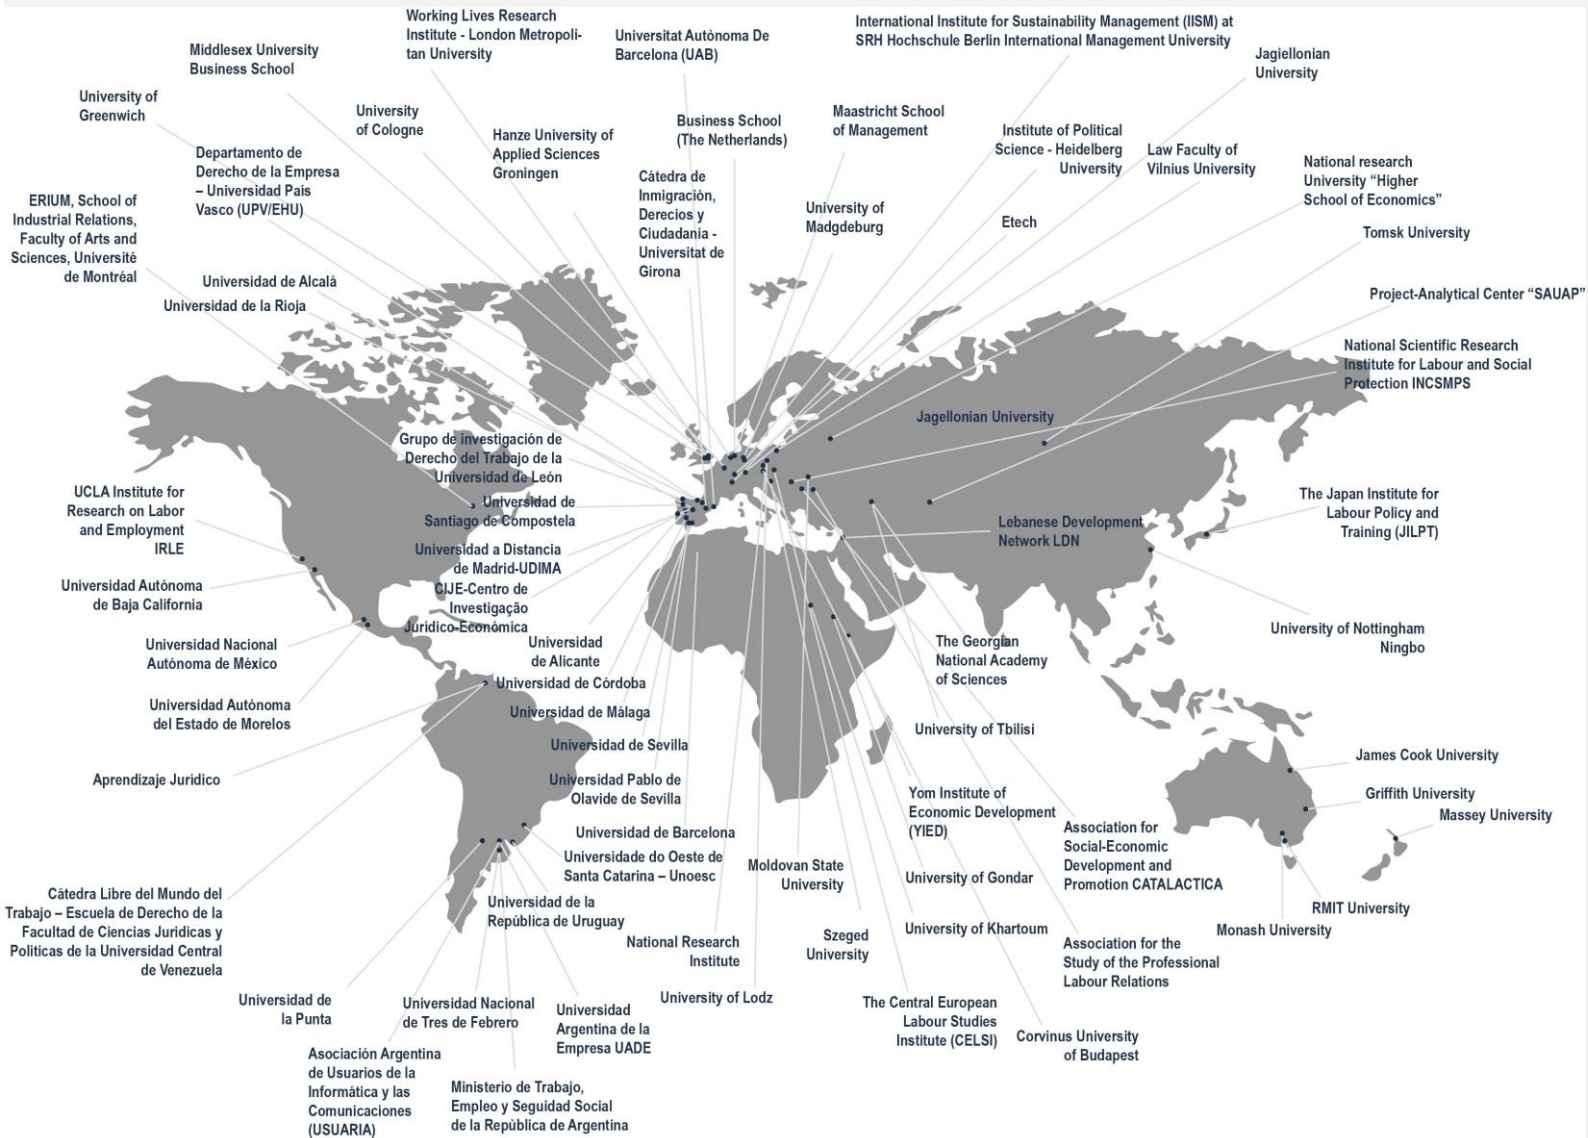 Working Lives Research
Institute - London Metropoli-
tan University
Universitat Autònoma De
Barcelona (UAB)
International Institute for Sustainability Management (IISM) at
SRH Hochschule Berlin International Management University
Middlesex University
Business School
Jagiellonian
University
University of
Greenwich
University
of Cologne
Hanze University of
Applied Sciences
Groningen
Business School
(The Netherlands)
Maastricht School
of Management
Institute of Political
Science - Heidelberg
University
Law Faculty of
Vilnius University
National research
University “Higher
School of Economics”
Departamento de
Derecho de la Empresa
– Universidad País
Vasco (UPV/EHU)
Cátedra de
Inmigración,
Derecios y
Ciudadanía -
Universitat de
Girona
University of
Madgdeburg
Etech
Tomsk University
ERIUM, School of
Industrial Relations,
Faculty of Arts and
Sciences, Université
de Montréal
Universidad de Alcalá
Universidad de la Rioja
Project-Analytical Center “SAUAP”
National Scientific Research
Institute for Labour and Social
Protection INCSMPS
Jagellonian University
Grupo de investigación de
Derecho del Trabajo de la
Universidad de León
UCLA Institute for
Research on Labor
and Employment
IRLE
Universidad de
Santiago de Compostela
The Japan Institute for
Labour Policy and
Training (JILPT)
Lebanese Development
Network LDN
Universidad a Distancia
de Madrid-UDIMA
Universidad Autónoma
de Baja California
CIJE-Centro de
Investigação
Jurídico-Económica
Universidad Nacional
Autónoma de México
Universidad
de Alicante
The Georgian
National Academy
of Sciences
University of Nottingham
Ningbo
Universidad de Córdoba
Universidad Autónoma
del Estado de Morelos
Universidad de Málaga
University of Tbilisi
Universidad de Sevilla
James Cook University
Aprendizaje Jurídico
Universidad Pablo de
Olavide de Sevilla
Yom Institute of
Economic Development
(YIED)
Griffith University
Massey University
Universidad de Barcelona
Association for
Social-Economic
Development and
Promotion CATALACTICA
Universidade do Oeste de
Santa Catarina – Unoesc
Moldovan State
University
University of Gondar
Cátedra Libre del Mundo del
Trabajo – Escuela de Derecho de la
Facultad de Ciencias Jurídicas y
Políticas de la Universidad Central
de Venezuela
Universidad de la
República de Uruguay
RMIT University
Monash University
National Research
Institute
Szeged
University
University of Khartoum
Association for the
Study of the Professional
Labour Relations
Universidad de
la Punta
Universidad Nacional
de Tres de Febrero
University of Lodz
Universidad
Argentina de la
Empresa UADE
The Central European
Labour Studies
Institute (CELSI)
Corvinus University
of Budapest
Asociación Argentina
de Usuarios de la
Informática y las
Comunicaciones
(USUARIA)
Ministerio de Trabajo,
Empleo y Seguidad Social
de la Repùblica de Argentina